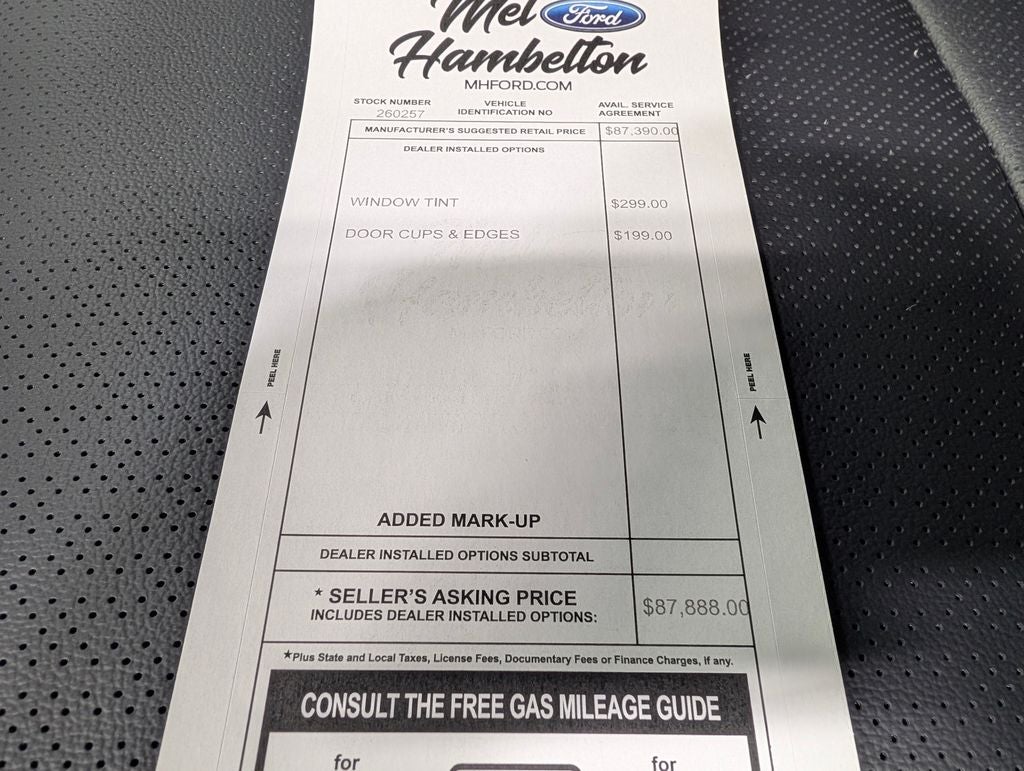 Mel Ford
Hambelton
MHFORD.COM
STOCK NUMBER
260257
VEHICLE
IDENTIFICATION NO
AVAIL. SERVICE
AGREEMENT
MANUFACTURER'S SUGGESTED RETAIL PRICE $87,390.00
DEALER INSTALLED OPTIONS
WINDOW TINT $299.00
DOOR CUPS & EDGES $199.00
PEEL HERE
PEEL HERE
ADDED MARK-UP
DEALER INSTALLED OPTIONS SUBTOTAL
* SELLER'S ASKING PRICE
INCLUDES DEALER INSTALLED OPTIONS:
$87,888.00
*Plus State and Local Taxes, License Fees, Documentary Fees or Finance Charges, if any.
CONSULT THE FREE GAS MILEAGE GUIDE
for for